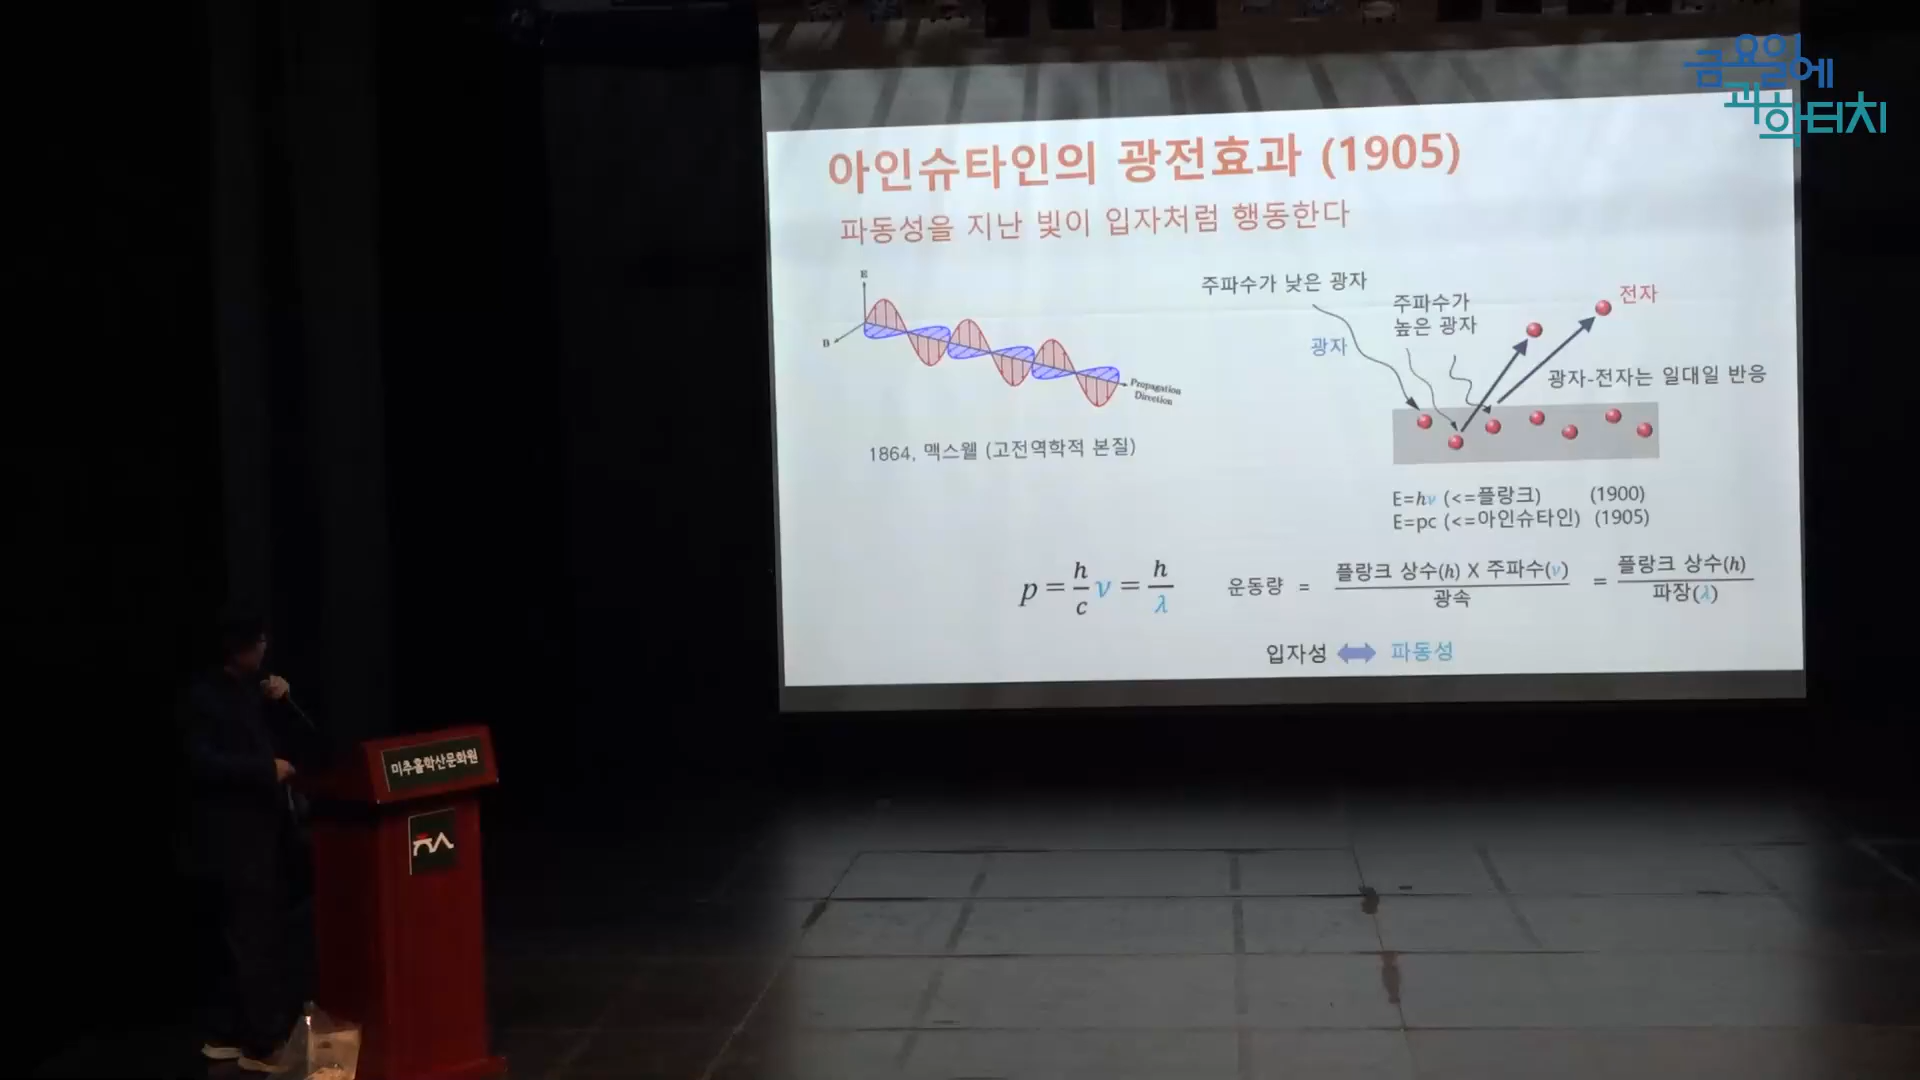 금요일에
과학터치
아인슈타인의 광전효과 (1905)
파동성을 지난 빛이 입자처럼 행동한다
E
B
Propagation
Direction
1864, 맥스웰 (고전역학적 본질)
주파수가 낮은 광자
주파수가
높은 광자
전자
광자
광자-전자는 일대일 반응
E=hν (<=플랑크) (1900)
E=pc (<=아인슈타인) (1905)
p = h/c ν = h/λ
운동량 = 플랑크 상수(h) X 주파수(ν) / 광속 = 플랑크 상수(h) / 파장(λ)
입자성 ⬌ 파동성
미추홀학산문화원